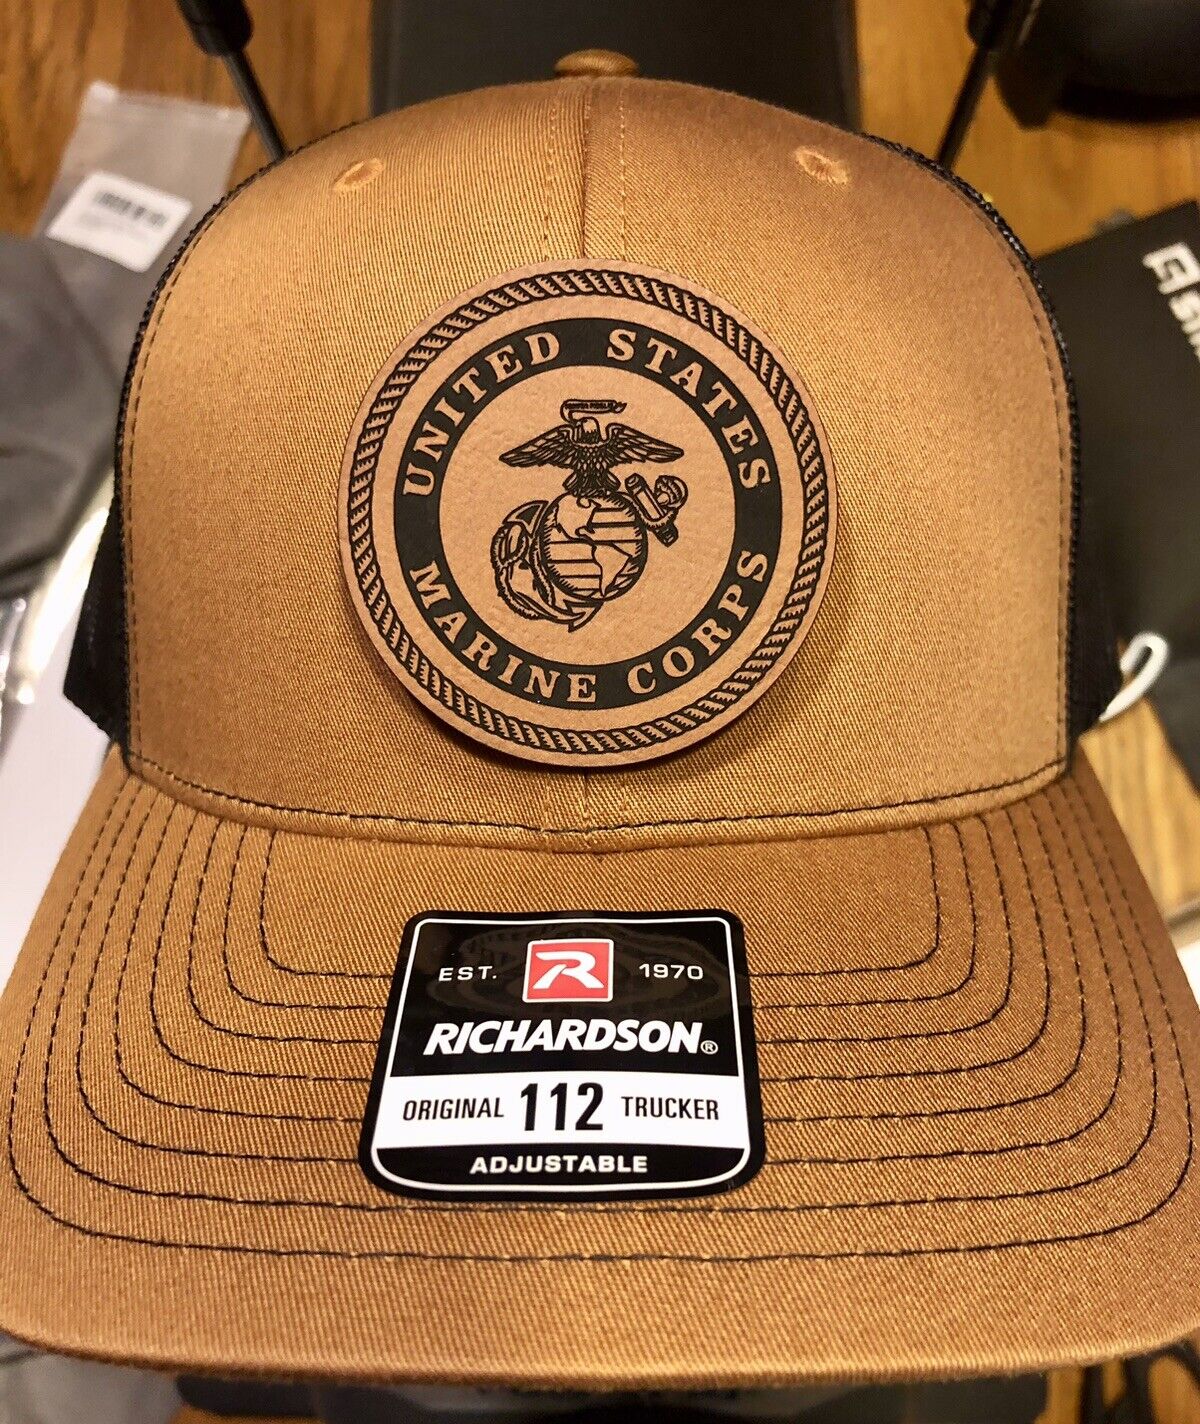 UNITED STATES
MARINE CORPS
EST. R 1970
RICHARDSON®
ORIGINAL 112 TRUCKER
ADJUSTABLE